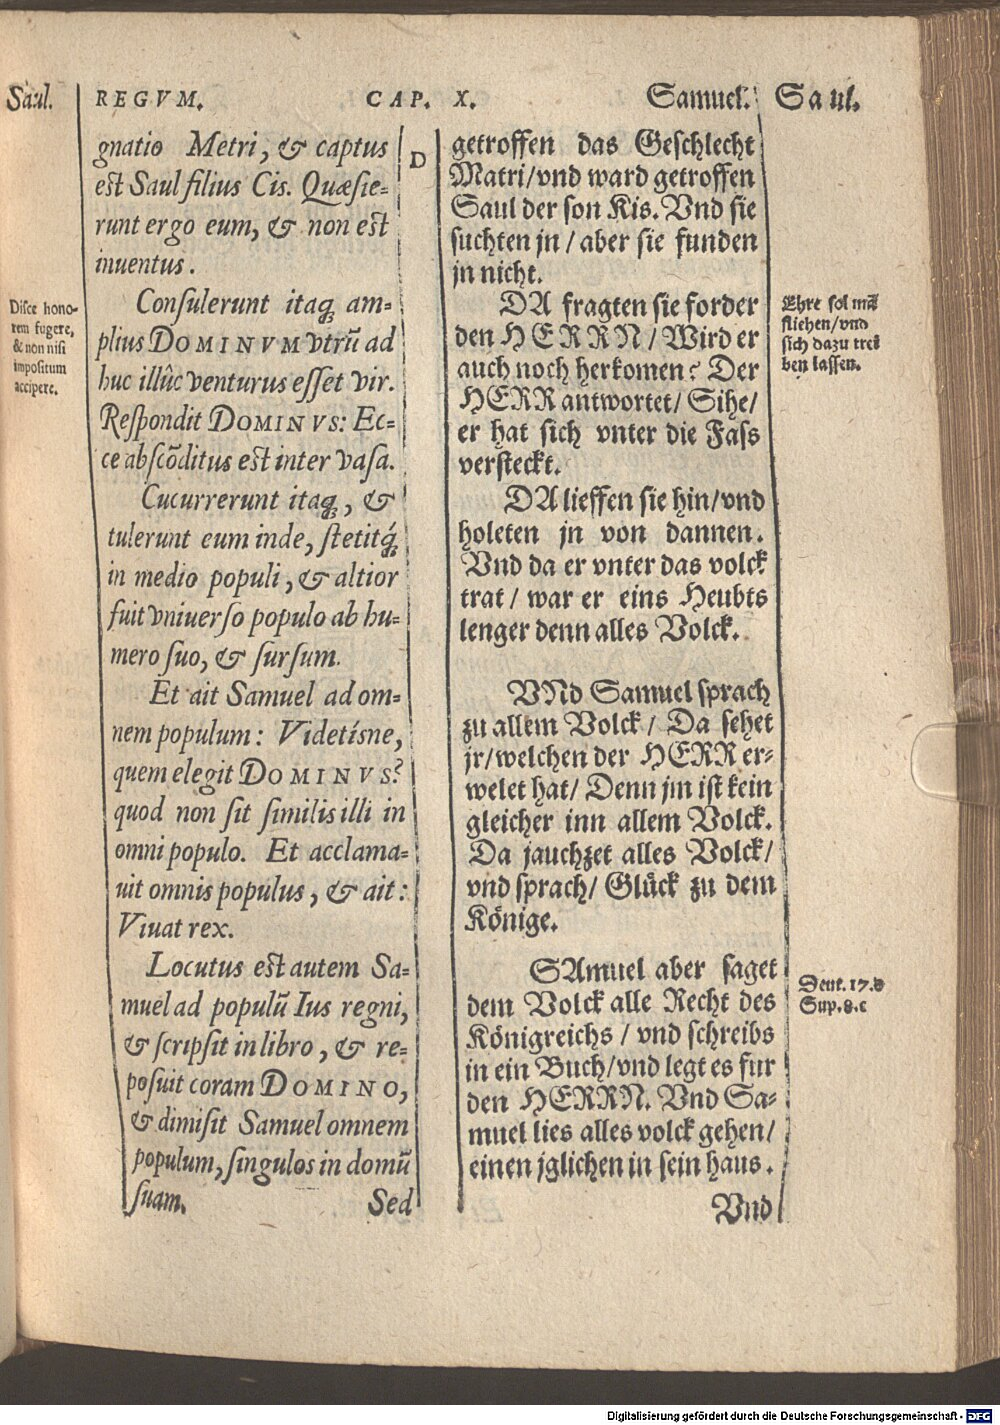 Saul.
REGVM.
CAP. X.
Samuel.
Saul.
gnatio Metri, & captus
est Saul filius Cis. Quæsie-
runt ergo eum, & non est
inuentus.
Consulerunt itaq; am-
plius DOMINVM vtrũ ad
huc illûc venturus esset vir.
Respondit DOMINVS: Ec-
ce abscõditus est inter vasa.
Cucurrerunt itaq;, &
tulerunt eum inde, stetitq́;
in medio populi, & altior
fuit vniuerso populo ab hu-
mero suo, & sursum.
Et ait Samuel ad om-
nem populum: Videtísne,
quem elegit DOMINVS?
quod non sit similis illi in
omni populo. Et acclama-
uit omnis populus, & ait:
Viuat rex.
Locutus est autem Sa-
muel ad populũ Ius regni,
& scripsit in libro, & re-
posuit coram DOMINO,
& dimisit Samuel omnem
populum, singulos in domũ
suam.
Sed
Disce hono-
rem fugere,
& non nisi
impositum
accipere.
D
getroffen das Geschlecht
Matri/vnd ward getroffen
Saul der son Kis. Vnd sie
suchten jn / aber sie funden
jn nicht.
DA fragten sie forder
den HERRN/ Wird er
auch noch herkomen? Der
HERR antwortet/ Sihe/
er hat sich vnter die Fass
versteckt.
DA lieffen sie hin/vnd
holeten jn von dannen.
Vnd da er vnter das volck
trat / war er eins Heubts
lenger denn alles Volck.
VNd Samuel sprach
zu allem Volck/ Da sehet
jr/welchen der HERR er-
welet hat/ Denn jm ist kein
gleicher inn allem Volck.
Da jauchzet alles Volck/
vnd sprach/ Glück zu dem
Könige.
SAmuel aber saget
dem Volck alle Recht des
Königreichs / vnd schreibs
in ein Buch/vnd legt es fur
den HERRN. Vnd Sa-
muel lies alles volck gehen/
einen jglichen in sein haus.
Vnd
Ehre sol mã
fliehen/vnd
sich dazu trei
ben lassen.
Deut. 17.
Sup. 8. c
Digitalisierung gefördert durch die Deutsche Forschungsgemeinschaft - DFG